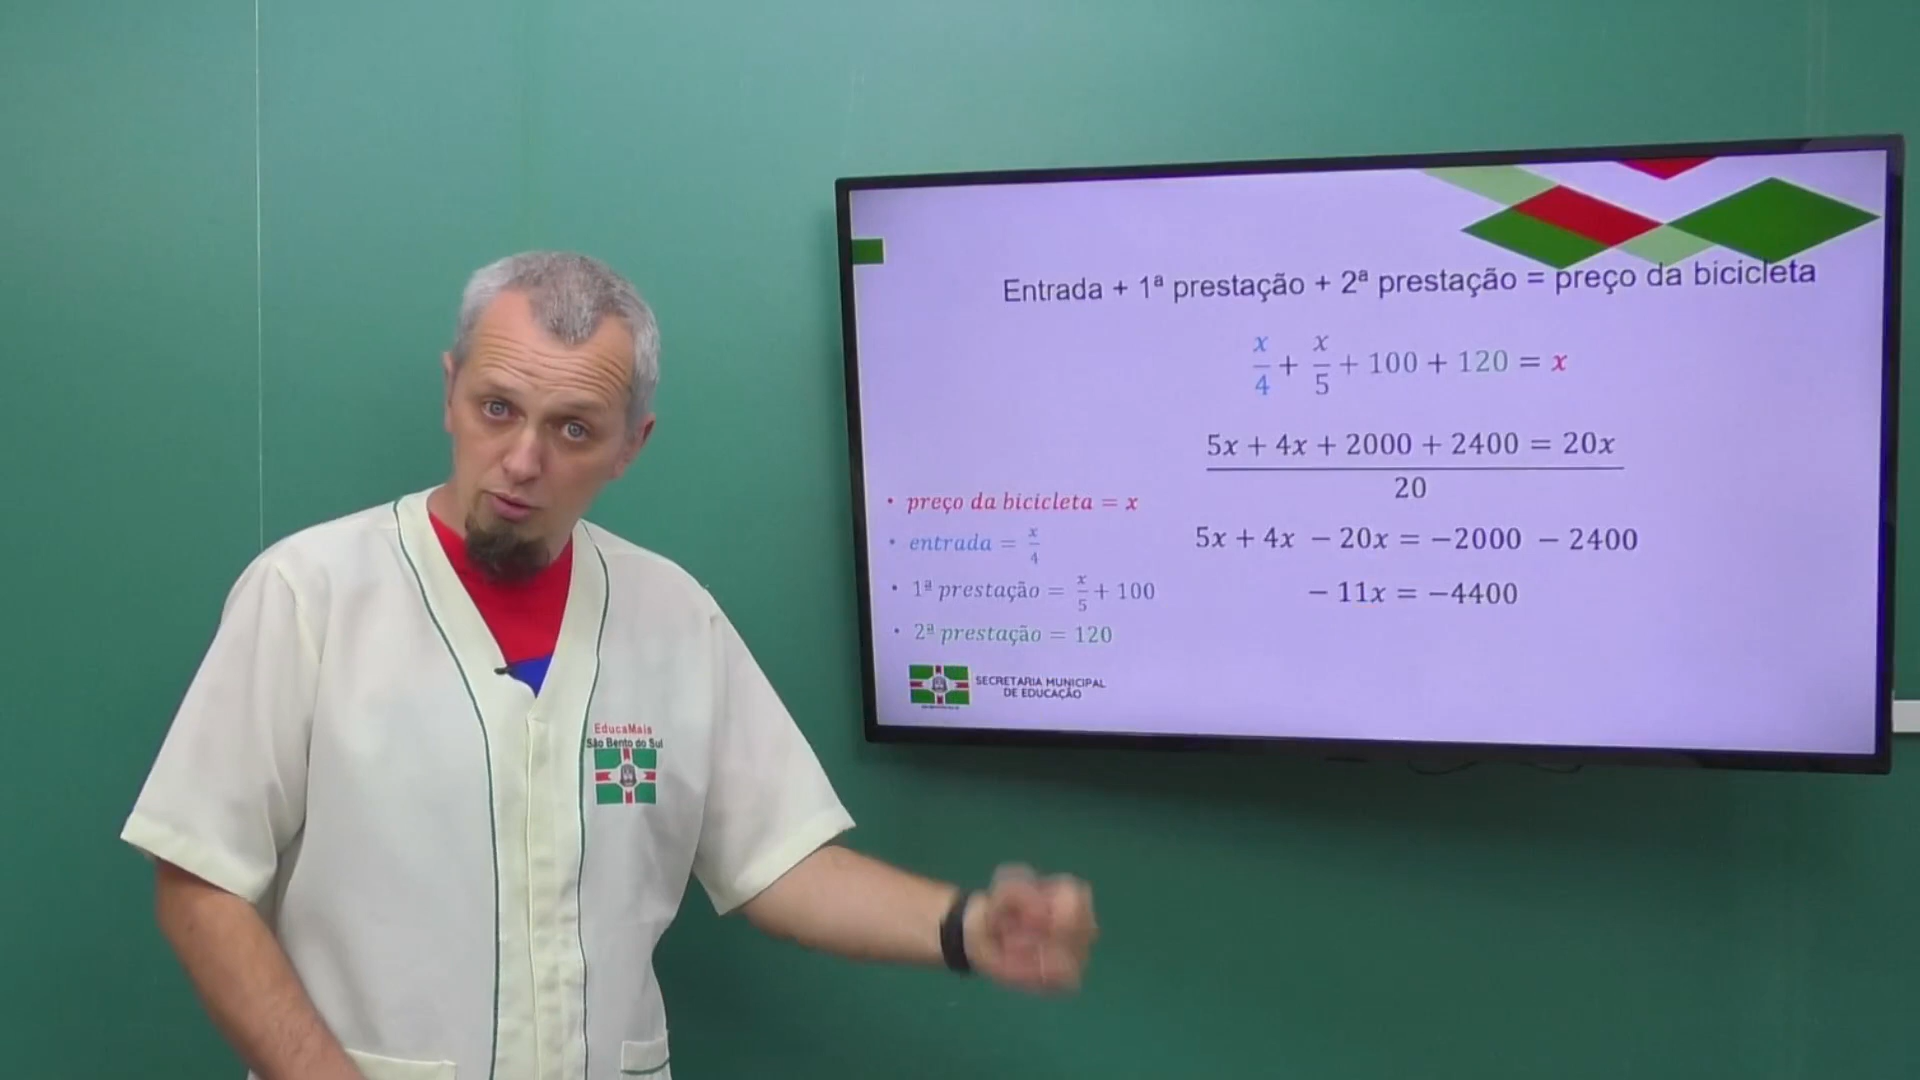 Entrada + 1ª prestação + 2ª prestação = preço da bicicleta
x/4 + x/5 + 100 + 120 = x
5x + 4x + 2000 + 2400 = 20x
20
5x + 4x − 20x = −2000 − 2400
− 11x = −4400
• preço da bicicleta = x
• entrada = x/4
• 1ª prestação = x/5 + 100
• 2ª prestação = 120
SECRETARIA MUNICIPAL
DE EDUCAÇÃO
EducaMais
São Bento do Sul